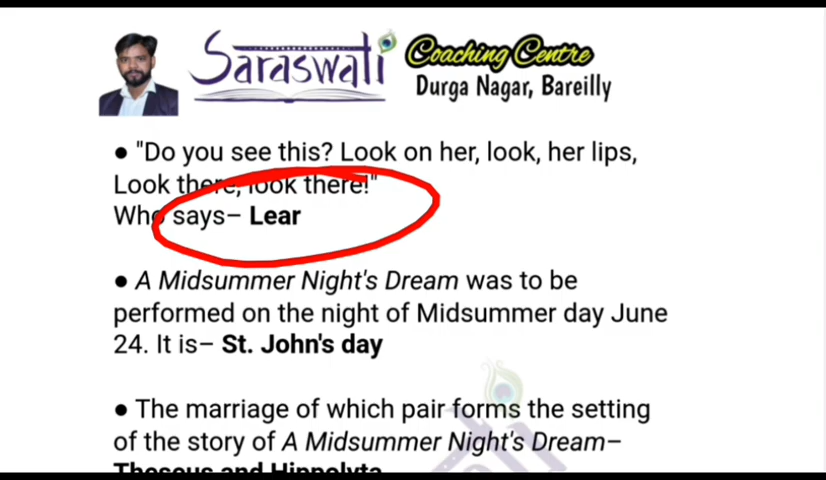 Saraswati Coaching Centre
Durga Nagar, Bareilly
● "Do you see this? Look on her, look, her lips,
Look there, look there!"
Who says– Lear
● A Midsummer Night's Dream was to be
performed on the night of Midsummer day June
24. It is– St. John's day
● The marriage of which pair forms the setting
of the story of A Midsummer Night's Dream–
Theseus and Hippolyta